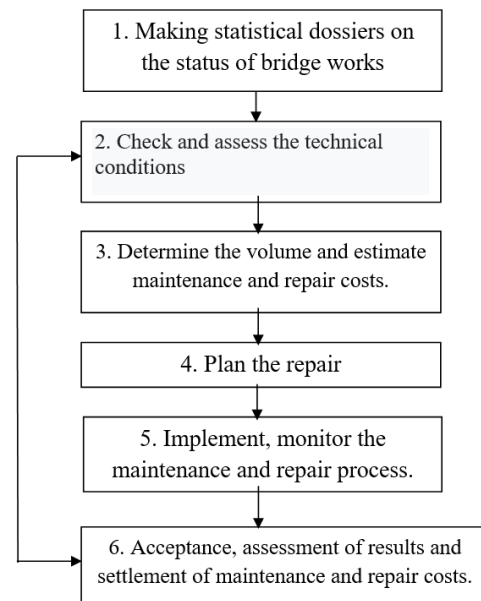 1. Making statistical dossiers on
the status of bridge works
2. Check and assess the technical
conditions
3. Determine the volume and estimate
maintenance and repair costs.
4. Plan the repair
5. Implement, monitor the
maintenance and repair process.
6. Acceptance, assessment of results and
settlement of maintenance and repair costs.